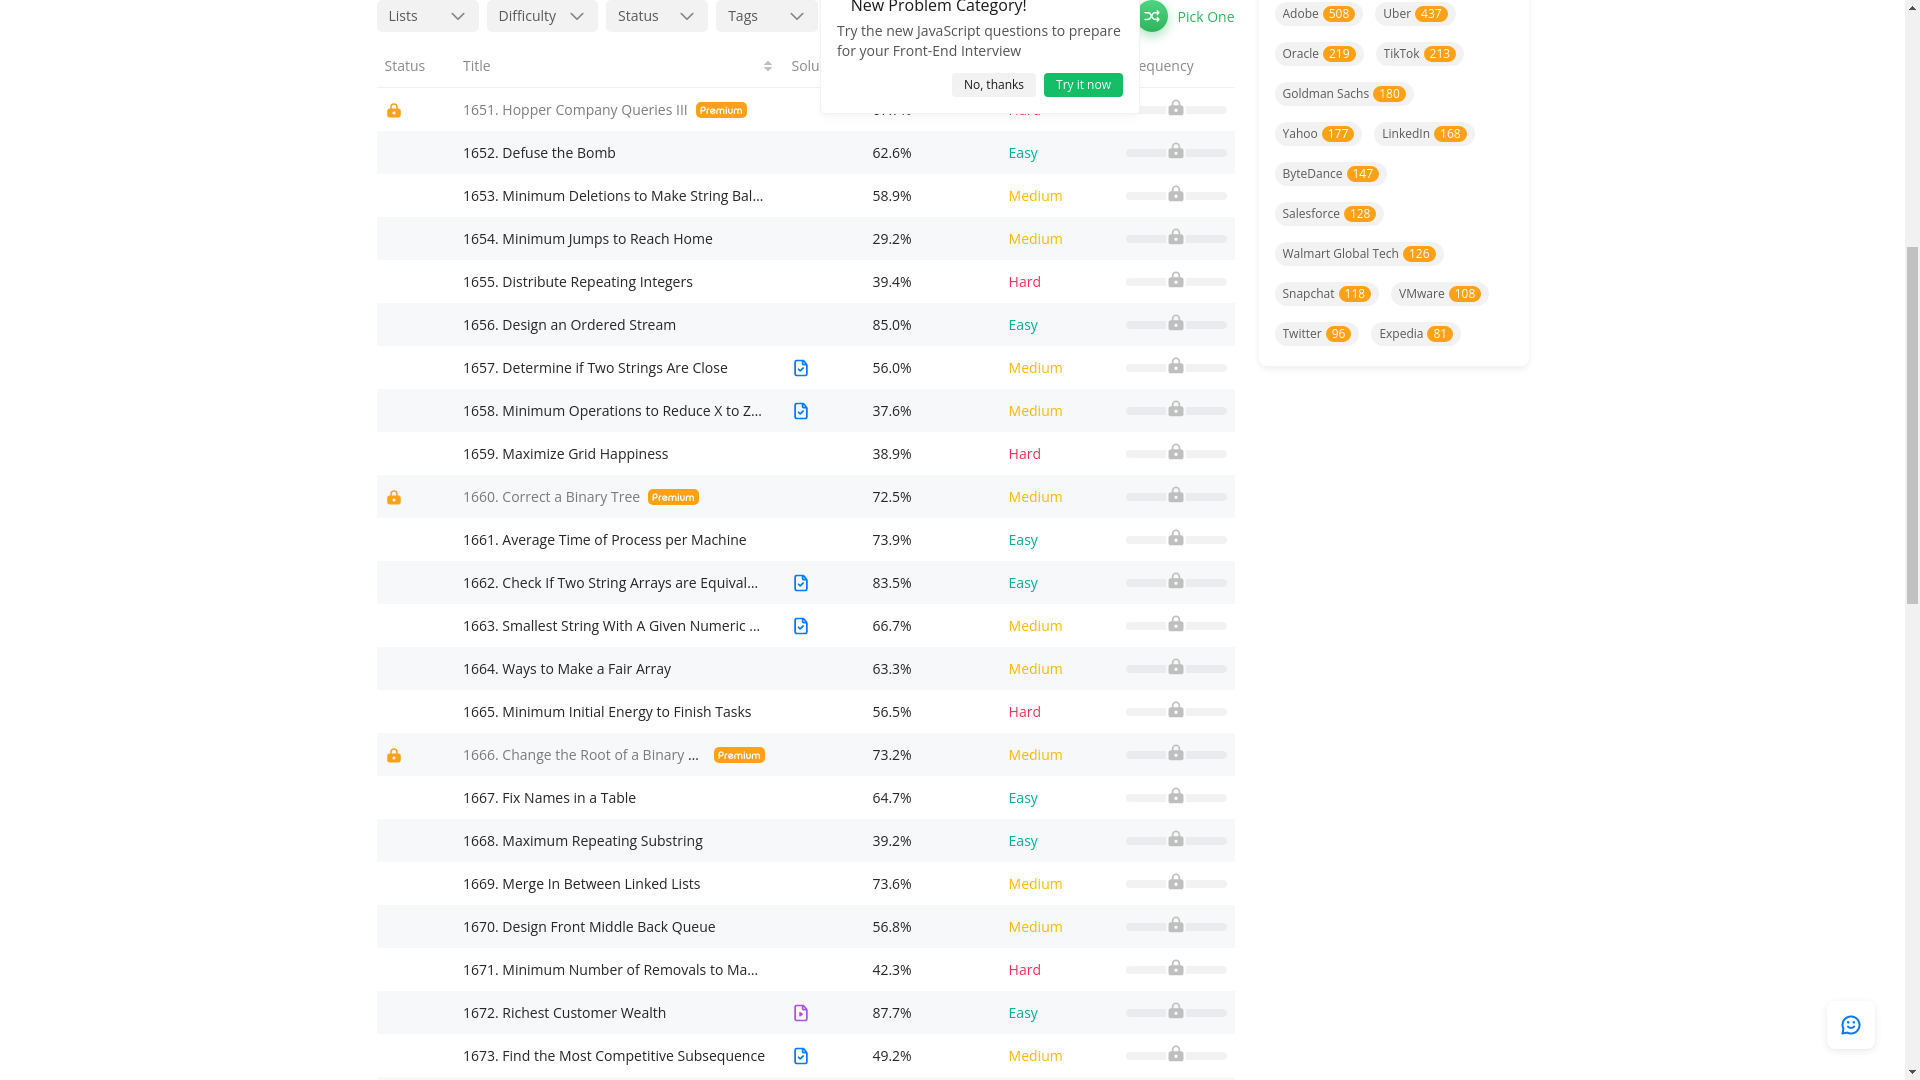 Lists
Difficulty
Status
Tags
New Problem Category!
Try the new JavaScript questions to prepare
for your Front-End Interview
No, thanks
Try it now
Pick One
Status
Title
Solu
equency
1651. Hopper Company Queries III Premium
1652. Defuse the Bomb 62.6% Easy
1653. Minimum Deletions to Make String Bal... 58.9% Medium
1654. Minimum Jumps to Reach Home 29.2% Medium
1655. Distribute Repeating Integers 39.4% Hard
1656. Design an Ordered Stream 85.0% Easy
1657. Determine if Two Strings Are Close 56.0% Medium
1658. Minimum Operations to Reduce X to Z... 37.6% Medium
1659. Maximize Grid Happiness 38.9% Hard
1660. Correct a Binary Tree Premium 72.5% Medium
1661. Average Time of Process per Machine 73.9% Easy
1662. Check If Two String Arrays are Equival... 83.5% Easy
1663. Smallest String With A Given Numeric ... 66.7% Medium
1664. Ways to Make a Fair Array 63.3% Medium
1665. Minimum Initial Energy to Finish Tasks 56.5% Hard
1666. Change the Root of a Binary ... Premium 73.2% Medium
1667. Fix Names in a Table 64.7% Easy
1668. Maximum Repeating Substring 39.2% Easy
1669. Merge In Between Linked Lists 73.6% Medium
1670. Design Front Middle Back Queue 56.8% Medium
1671. Minimum Number of Removals to Ma... 42.3% Hard
1672. Richest Customer Wealth 87.7% Easy
1673. Find the Most Competitive Subsequence 49.2% Medium
Adobe 508 Uber 437
Oracle 219 TikTok 213
Goldman Sachs 180
Yahoo 177 LinkedIn 168
ByteDance 147
Salesforce 128
Walmart Global Tech 126
Snapchat 118 VMware 108
Twitter 96 Expedia 81